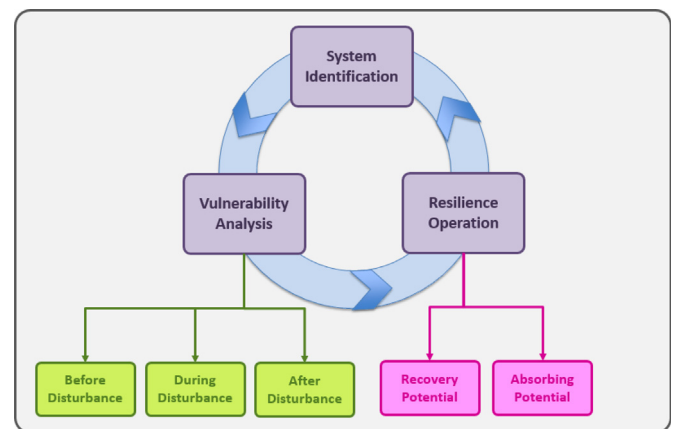 System
Identification
Vulnerability
Analysis
Resilience
Operation
Before
Disturbance
During
Disturbance
After
Disturbance
Recovery
Potential
Absorbing
Potential